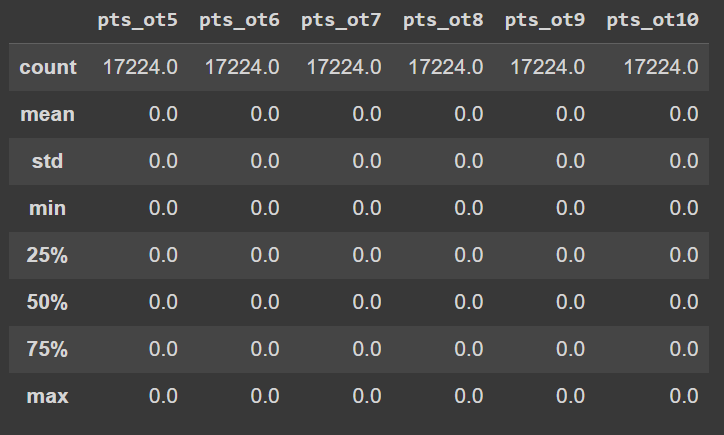 pts_ot5 pts_ot6 pts_ot7 pts_ot8 pts_ot9 pts_ot10
count 17224.0 17224.0 17224.0 17224.0 17224.0 17224.0
mean 0.0 0.0 0.0 0.0 0.0 0.0
std 0.0 0.0 0.0 0.0 0.0 0.0
min 0.0 0.0 0.0 0.0 0.0 0.0
25% 0.0 0.0 0.0 0.0 0.0 0.0
50% 0.0 0.0 0.0 0.0 0.0 0.0
75% 0.0 0.0 0.0 0.0 0.0 0.0
max 0.0 0.0 0.0 0.0 0.0 0.0